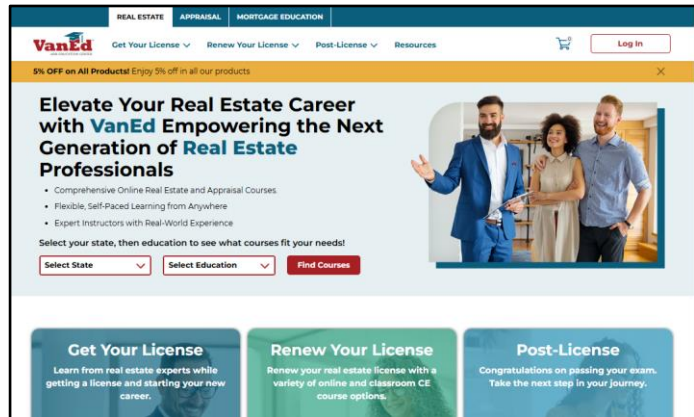 REAL ESTATE APPRAISAL MORTGAGE EDUCATION
VanEd
Get Your License Renew Your License Post-License Resources
0
Log In
5% OFF on All Products! Enjoy 5% off in all our products
Elevate Your Real Estate Career
with VanEd Empowering the Next
Generation of Real Estate
Professionals
• Comprehensive Online Real Estate and Appraisal Courses
• Flexible, Self-Paced Learning from Anywhere
• Expert Instructors with Real-World Experience
Select your state, then education to see what courses fit your needs!
Select State Select Education Find Courses
Get Your License
Learn from real estate experts while
getting a license and starting your new
career.
Renew Your License
Renew your real estate license with a
variety of online and classroom CE
course options.
Post-License
Congratulations on passing your exam.
Take the next step in your journey.